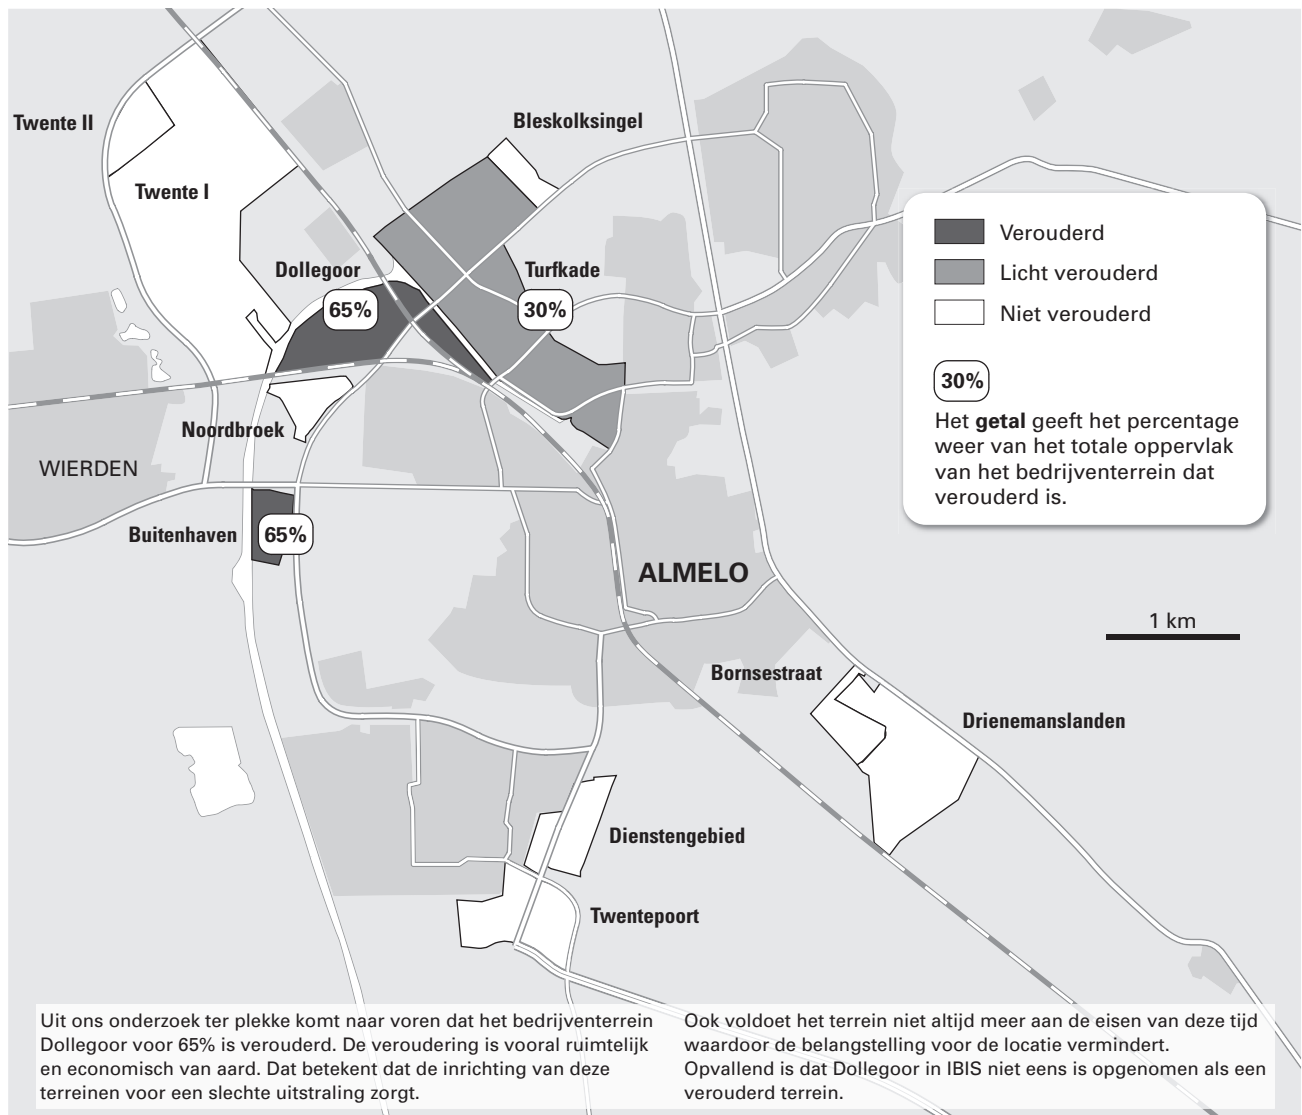 Twente II
Bleskolksingel
Twente I
Dollegoor
65%
Turfkade
30%
Verouderd
Licht verouderd
Niet verouderd
30%
Het getal geeft het percentage
weer van het totale oppervlak
van het bedrijventerrein dat
verouderd is.
Noordbroek
WIERDEN
Buitenhaven
65%
ALMELO
1 km
Bornsestraat
Drienemanslanden
Dienstengebied
Twentepoort
Uit ons onderzoek ter plekke komt naar voren dat het bedrijventerrein
Dollegoor voor 65% is verouderd. De veroudering is vooral ruimtelijk
en economisch van aard. Dat betekent dat de inrichting van deze
terreinen voor een slechte uitstraling zorgt.
Ook voldoet het terrein niet altijd meer aan de eisen van deze tijd
waardoor de belangstelling voor de locatie vermindert.
Opvallend is dat Dollegoor in IBIS niet eens is opgenomen als een
verouderd terrein.